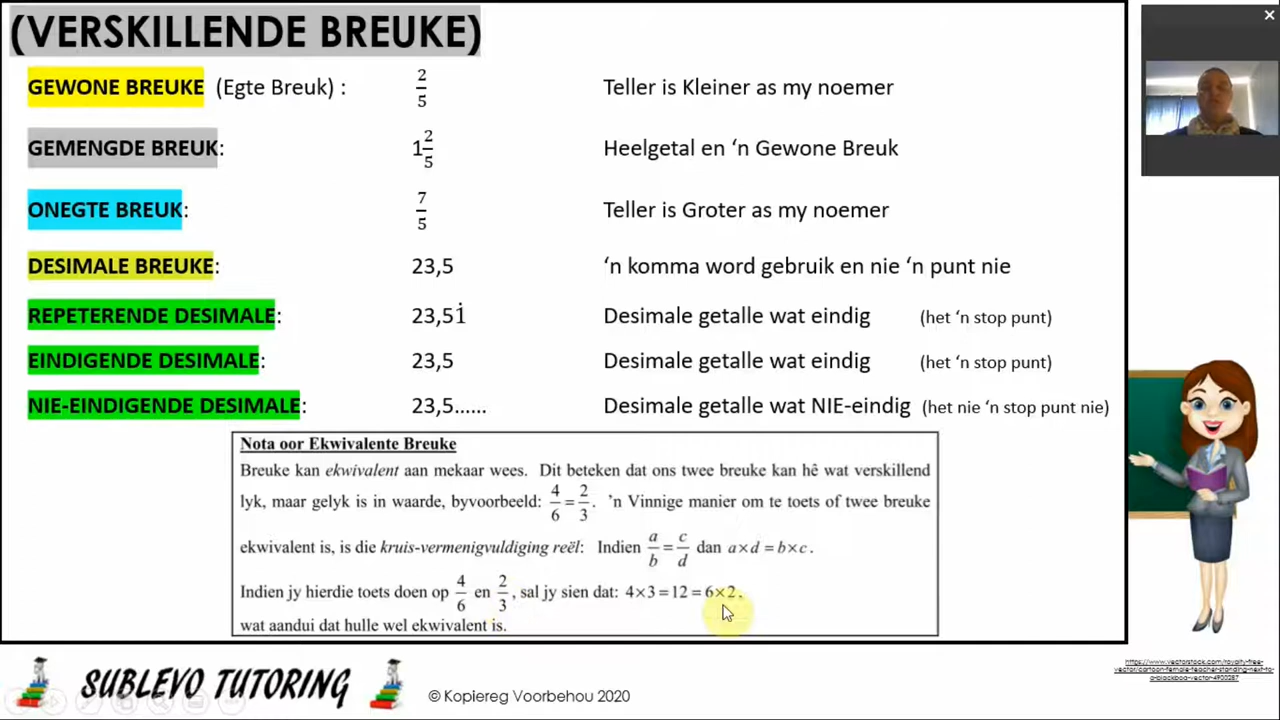 (VERSKILLENDE BREUKE)
GEWONE BREUKE (Egte Breuk) : 2/5 Teller is Kleiner as my noemer
GEMENGDE BREUK: 1 2/5 Heelgetal en ‘n Gewone Breuk
ONEGTE BREUK: 7/5 Teller is Groter as my noemer
DESIMALE BREUKE: 23,5 ‘n komma word gebruik en nie ‘n punt nie
REPETERENDE DESIMALE: 23,51̇ Desimale getalle wat eindig (het ‘n stop punt)
EINDIGENDE DESIMALE: 23,5 Desimale getalle wat eindig (het ‘n stop punt)
NIE-EINDIGENDE DESIMALE: 23,5...... Desimale getalle wat NIE-eindig (het nie ‘n stop punt nie)
Nota oor Ekwivalente Breuke
Breuke kan ekwivalent aan mekaar wees. Dit beteken dat ons twee breuke kan hê wat verskillend
lyk, maar gelyk is in waarde, byvoorbeeld: 4/6 = 2/3. ’n Vinnige manier om te toets of twee breuke
ekwivalent is, is die kruis-vermenigvuldiging reël: Indien a/b = c/d dan a×d = b×c.
Indien jy hierdie toets doen op 4/6 en 2/3, sal jy sien dat: 4×3 = 12 = 6×2.
wat aandui dat hulle wel ekwivalent is.
SUBLEVO TUTORING
© Kopiereg Voorbehou 2020